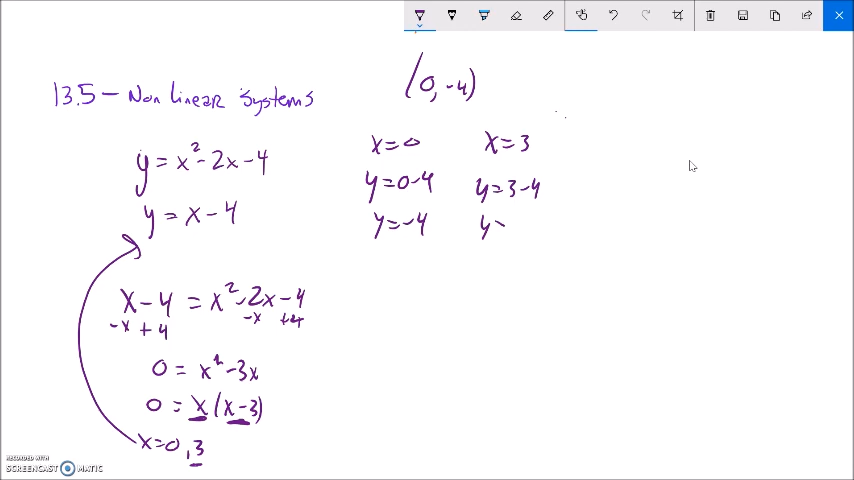 13.5 – Non linear Systems
y = x² - 2x - 4
y = x - 4
x - 4 = x² - 2x - 4
-x + 4 -x +4
0 = x² - 3x
0 = x (x - 3)
x = 0, 3
(0, -4)
x = 0
y = 0 - 4
y = -4
x = 3
y = 3 - 4
y =
RECORDED WITH
SCREENCAST MATIC